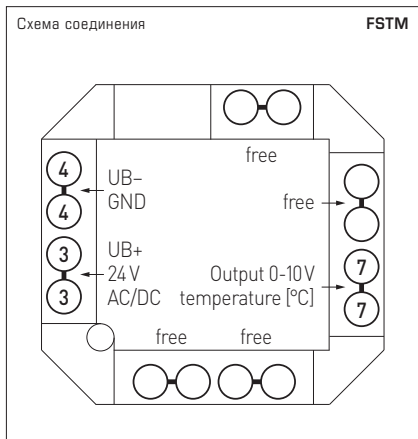 Схема соединения FSTM
free
4
4
UB–
GND
free
3
3
UB+
24 V
AC/DC
Output 0-10 V
temperature [°C]
7
7
free free